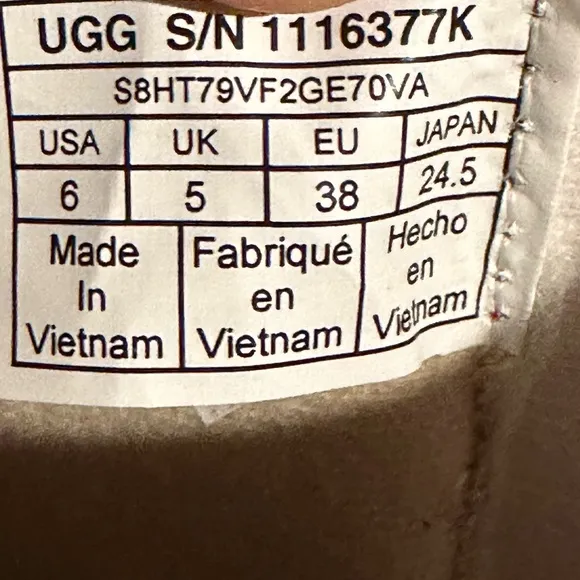 UGG S/N 1116377K
S8HT79VF2GE70VA
USA UK EU JAPAN
6 5 38 24.5
Made
In
Vietnam
Fabriqué
en
Vietnam
Hecho
en
Vietnam